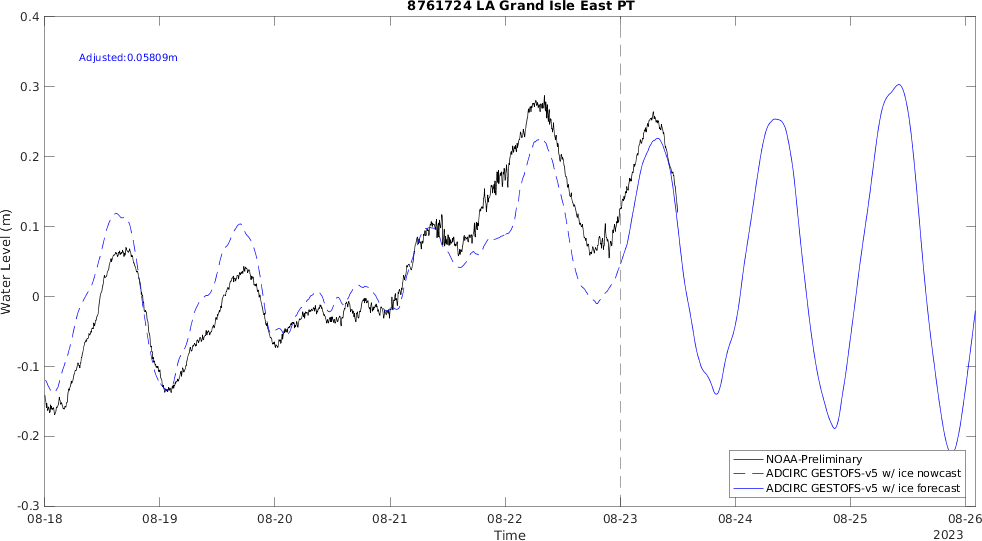 8761724 LA Grand Isle East PT
Adjusted:0.05809m
Water Level (m)
0.4
0.3
0.2
0.1
0
-0.1
-0.2
-0.3
NOAA-Preliminary
ADCIRC GESTOFS-v5 w/ ice nowcast
ADCIRC GESTOFS-v5 w/ ice forecast
08-18 08-19 08-20 08-21 08-22 08-23 08-24 08-25 08-26
Time
2023